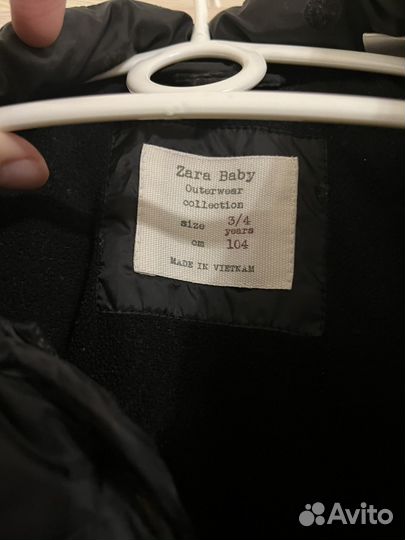 Zara Baby
Outerwear
collection
size 3/4
years
cm 104
MADE IN VIETNAM
Avito